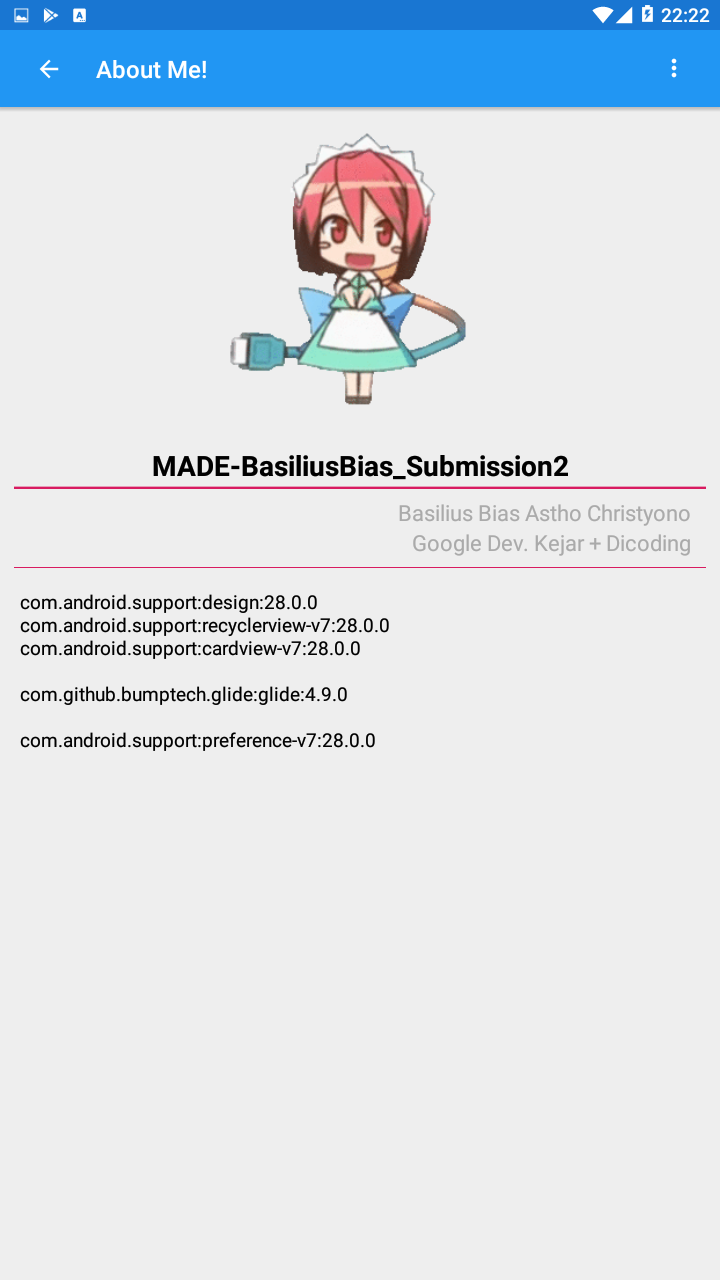 22:22
About Me!
MADE-BasiliusBias_Submission2
Basilius Bias Astho Christyono
Google Dev. Kejar + Dicoding
com.android.support:design:28.0.0
com.android.support:recyclerview-v7:28.0.0
com.android.support:cardview-v7:28.0.0
com.github.bumptech.glide:glide:4.9.0
com.android.support:preference-v7:28.0.0